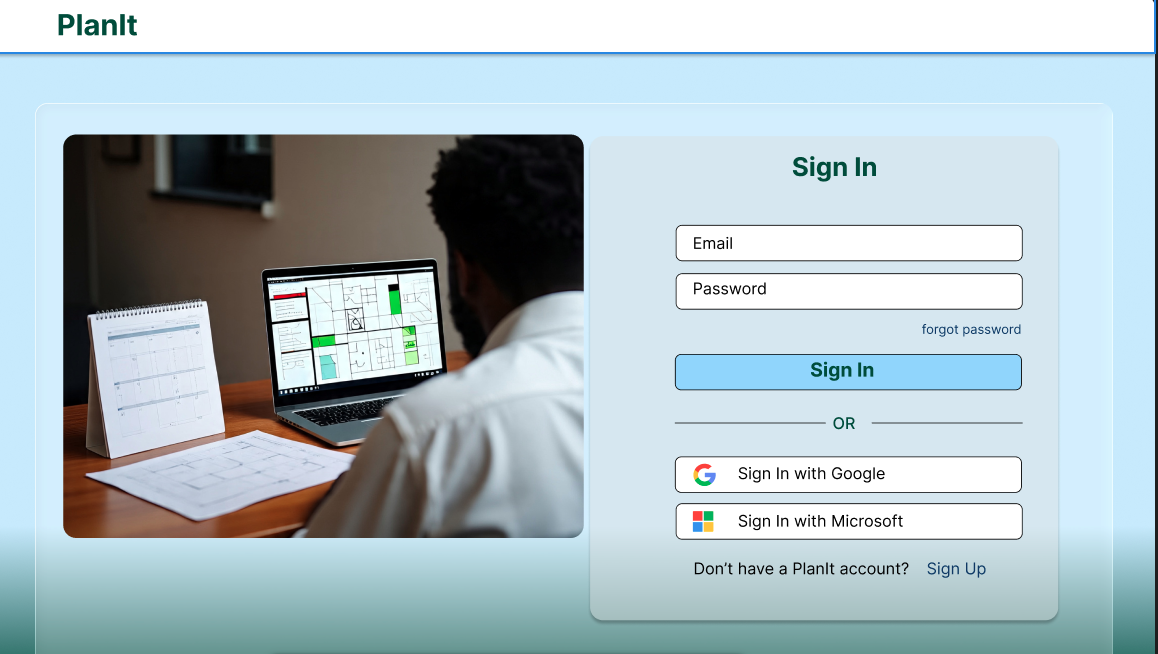 PlanIt
Sign In
Email
Password
forgot password
Sign In
OR
Sign In with Google
Sign In with Microsoft
Don’t have a PlanIt account? Sign Up